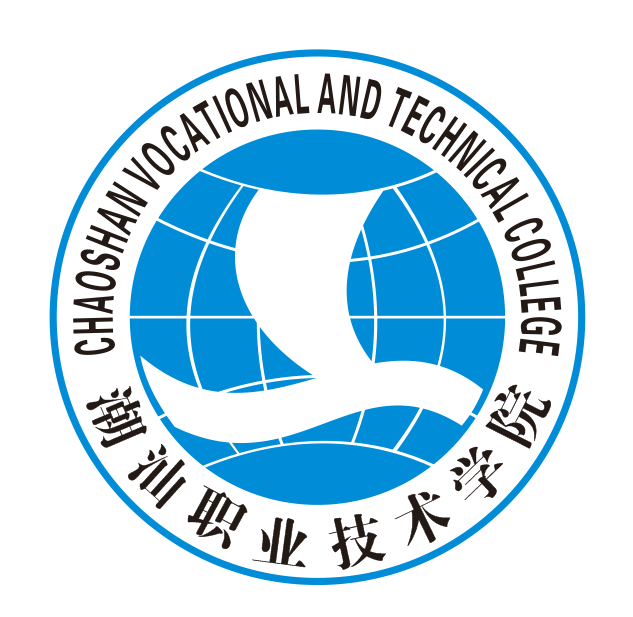 CHAOSHAN VOCATIONAL AND TECHNICAL COLLEGE
潮汕职业技术学院